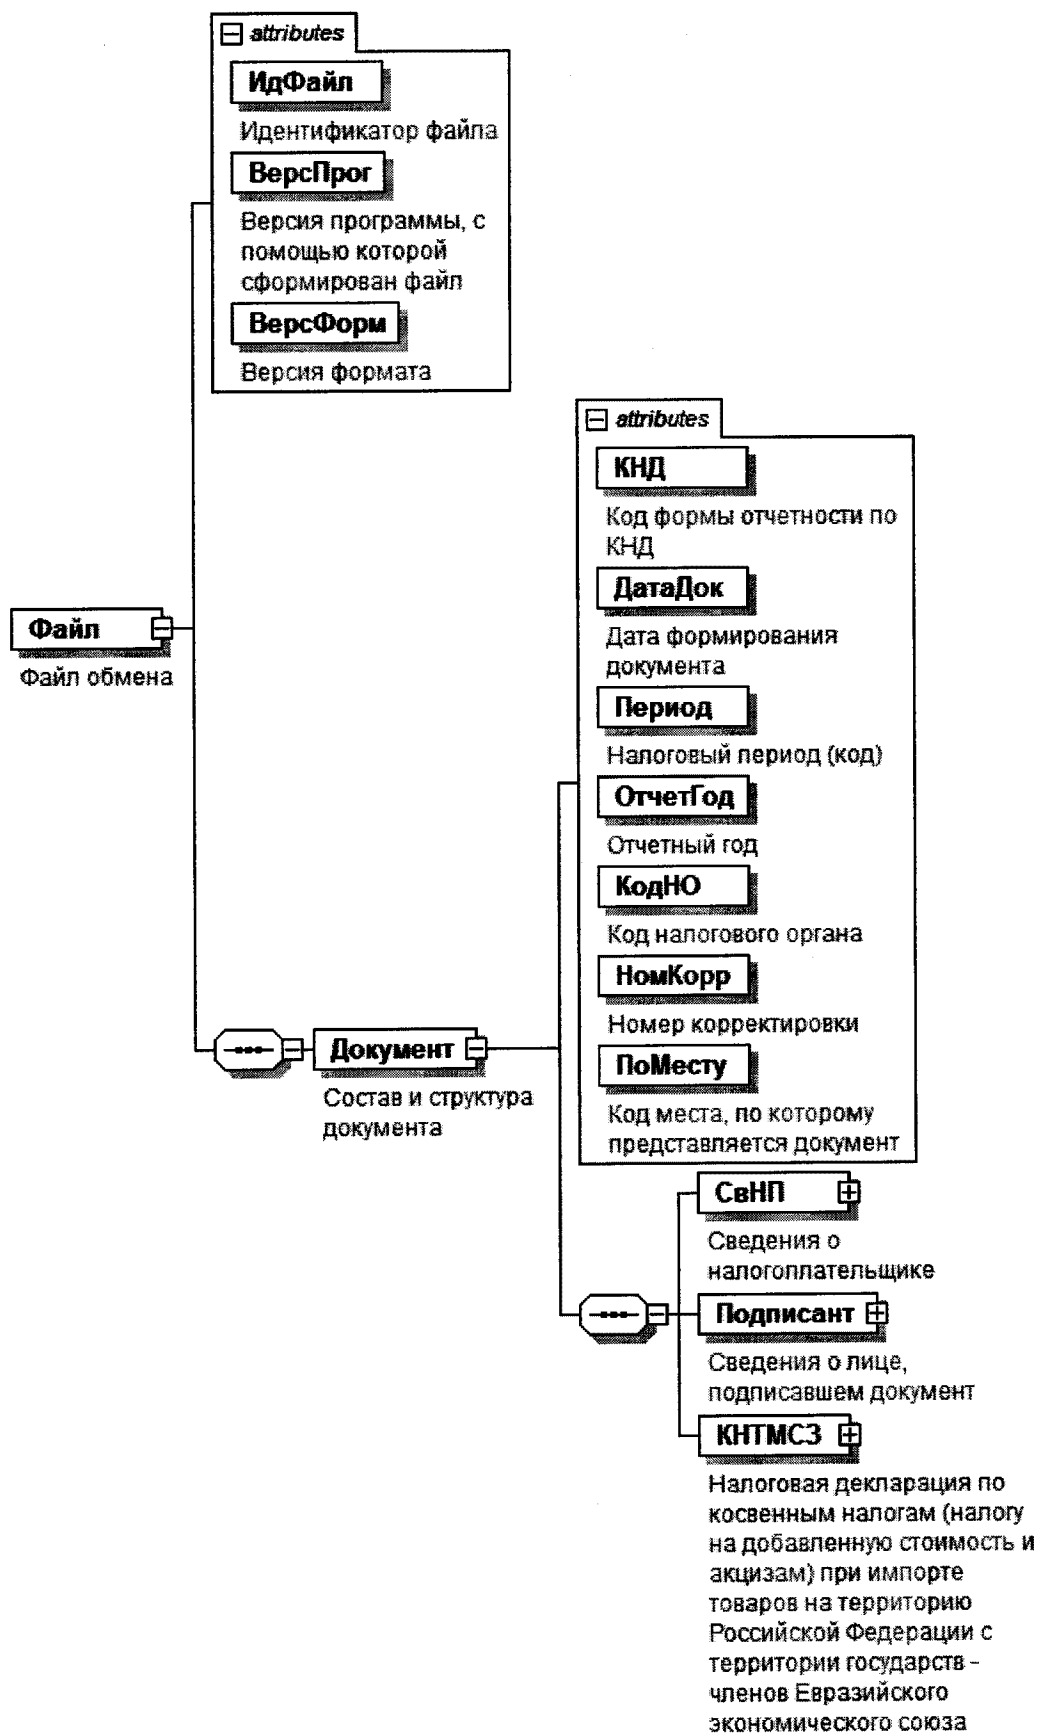 attributes
ИдФайл
Идентификатор файла
ВерсПрог
Версия программы, с
помощью которой
сформирован файл
ВерсФорм
Версия формата
attributes
КНД
Код формы отчетности по
КНД
ДатаДок
Дата формирования
документа
Период
Налоговый период (код)
ОтчетГод
Отчетный год
КодНО
Код налогового органа
НомКорр
Номер корректировки
ПоМесту
Код места, по которому
представляется документ
Файл
Файл обмена
Документ
Состав и структура
документа
СвНП
Сведения о
налогоплательщике
Подписант
Сведения о лице,
подписавшем документ
КНТМСЗ
Налоговая декларация по
косвенным налогам (налогу
на добавленную стоимость и
акцизам) при импорте
товаров на территорию
Российской Федерации с
территории государств -
членов Евразийского
экономического союза